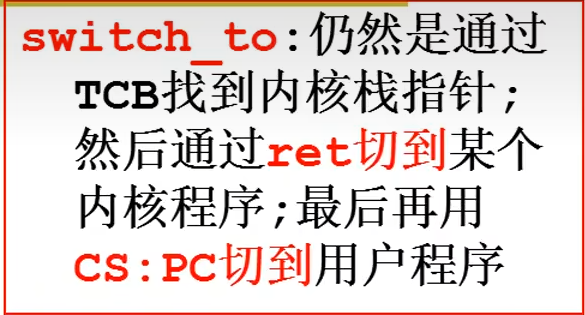 switch_to:仍然是通过
TCB找到内核栈指针;
然后通过ret切到某个
内核程序;最后再用
CS:PC切到用户程序